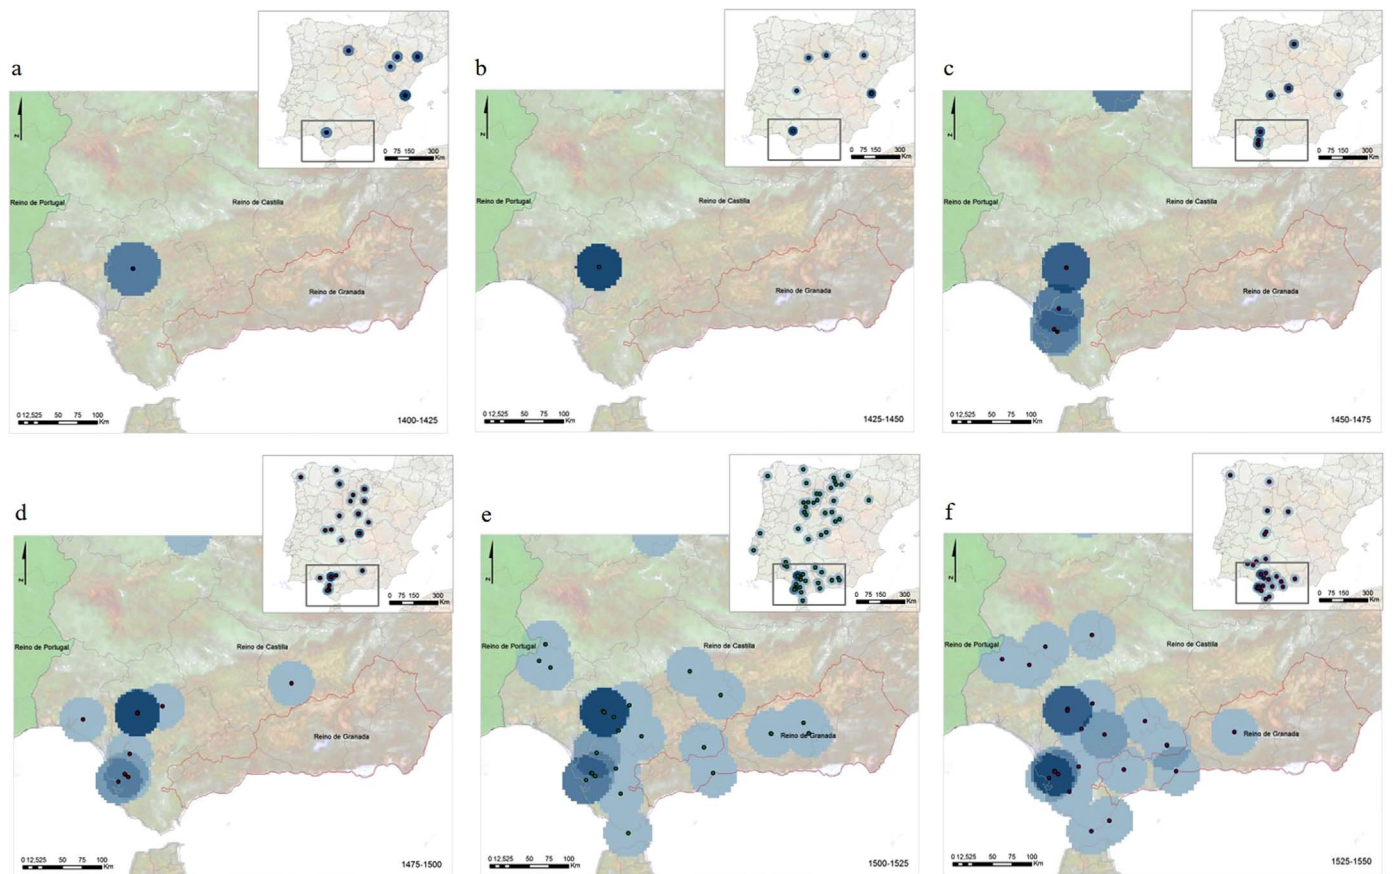 a
0 75 150 300
Km
N
Reino de Portugal
Reino de Castilla
Reino de Granada
0 12,525 50 75 100
Km
1400-1425
b
0 75 150 300
Km
N
Reino de Portugal
Reino de Castilla
Reino de Granada
0 12,525 50 75 100
Km
1425-1450
c
0 75 150 300
Km
N
Reino de Portugal
Reino de Castilla
Reino de Granada
0 12,525 50 75 100
Km
1450-1475
d
0 75 150 300
Km
N
Reino de Portugal
Reino de Castilla
Reino de Granada
0 12,525 50 75 100
Km
1475-1500
e
0 75 150 300
Km
N
Reino de Portugal
Reino de Castilla
Reino de Granada
0 12,525 50 75 100
Km
1500-1525
f
0 75 150 300
Km
N
Reino de Portugal
Reino de Castilla
Reino de Granada
0 12,525 50 75 100
Km
1525-1550